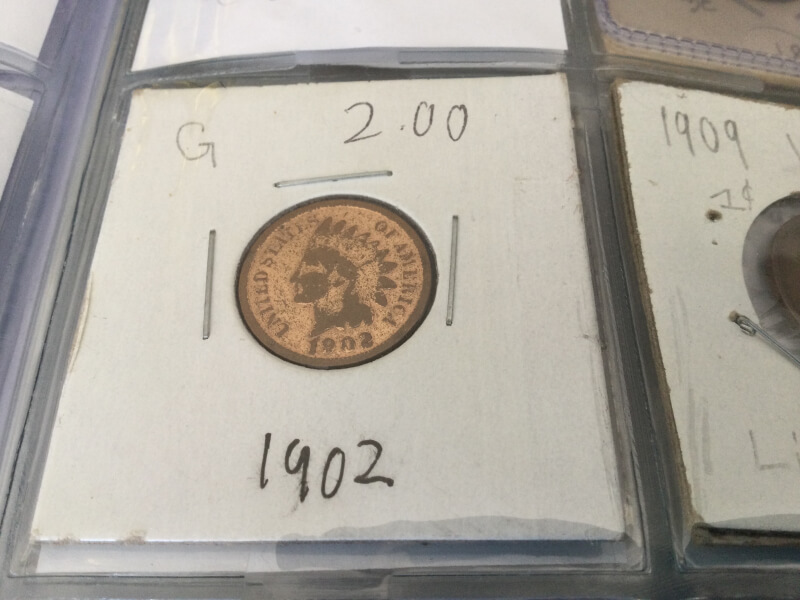 G 2.00
UNITED STATES OF AMERICA
1902
1902
1909
1¢